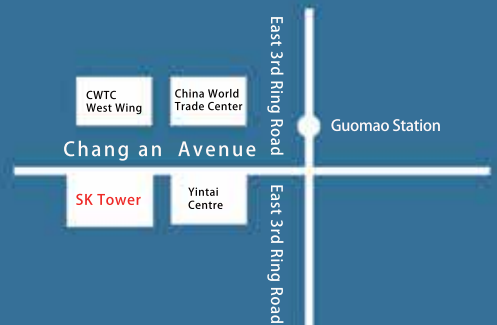 East 3rd Ring Road
CWTC
West Wing
China World
Trade Center
Guomao Station
Chang an Avenue
SK Tower
Yintai
Centre
East 3rd Ring Road